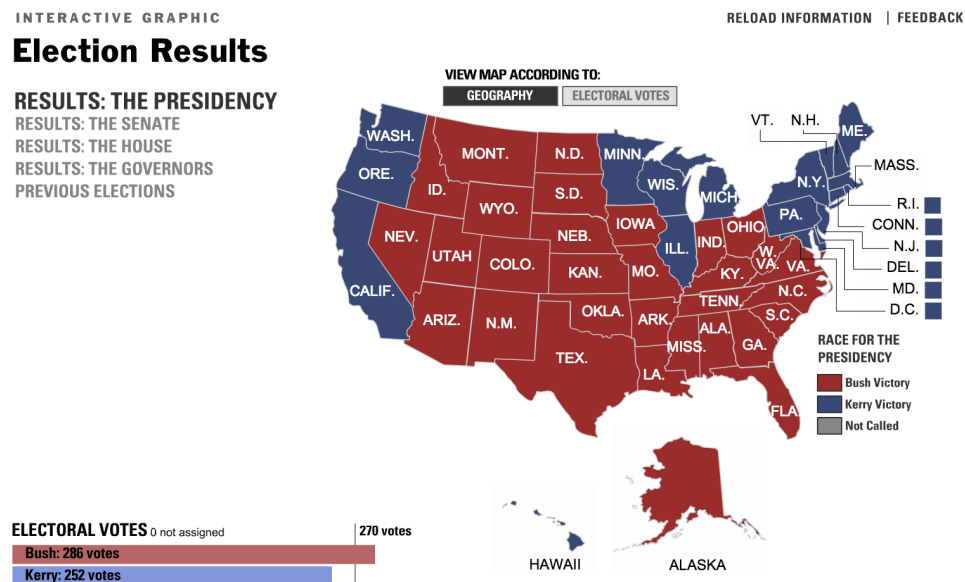 INTERACTIVE GRAPHIC
RELOAD INFORMATION | FEEDBACK
Election Results
RESULTS: THE PRESIDENCY
RESULTS: THE SENATE
RESULTS: THE HOUSE
RESULTS: THE GOVERNORS
PREVIOUS ELECTIONS
VIEW MAP ACCORDING TO:
GEOGRAPHY
ELECTORAL VOTES
VT.
N.H.
ME.
WASH.
MONT.
N.D.
MINN.
MASS.
ORE.
ID.
S.D.
WIS.
MICH
N.Y.
R.I.
WYO.
IOWA
OHIO
PA.
CONN.
NEV.
NEB.
ILL.
IND.
N.J.
UTAH
COLO.
W.
VA.
VA.
DEL.
KAN.
MO.
KY.
MD.
CALIF.
N.C.
D.C.
ARIZ.
N.M.
OKLA.
ARK.
TENN.
S.C.
MISS.
ALA.
GA.
TEX.
LA.
FLA.
RACE FOR THE
PRESIDENCY
Bush Victory
Kerry Victory
Not Called
HAWAII
ALASKA
ELECTORAL VOTES 0 not assigned
270 votes
Bush: 286 votes
Kerry: 252 votes